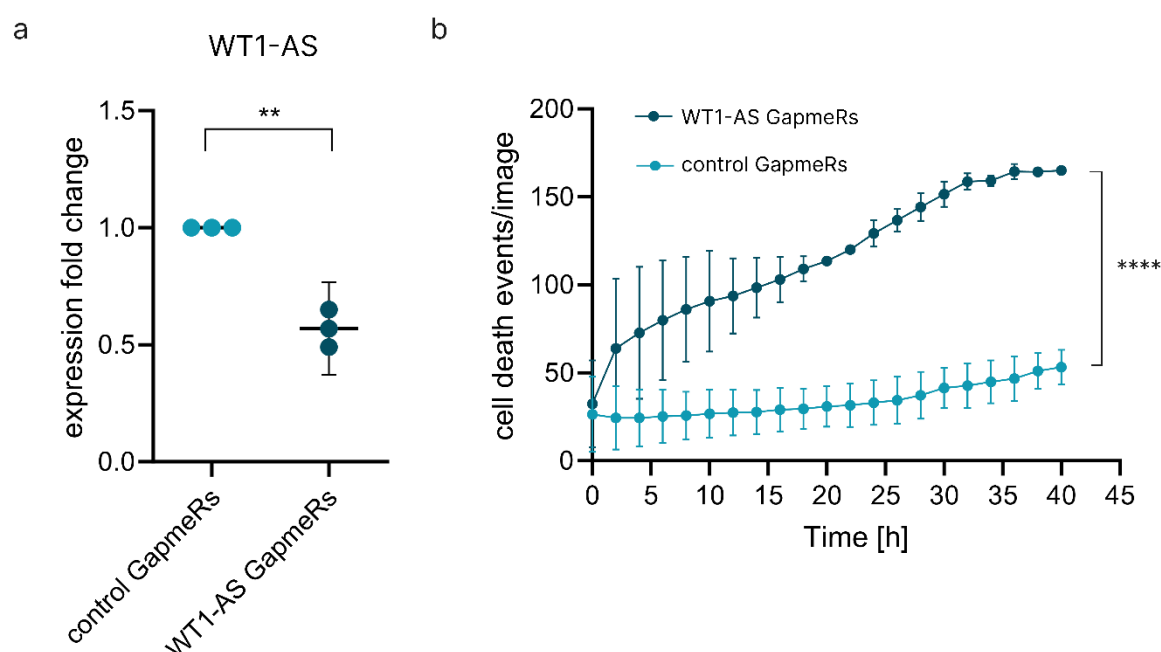 a
WT1-AS
**
1.5
1.0
0.5
0.0
expression fold change
control GapmeRs
WT1-AS GapmeRs
b
WT1-AS GapmeRs
control GapmeRs
****
200
150
100
50
0
cell death events/image
0 5 10 15 20 25 30 35 40 45
Time [h]